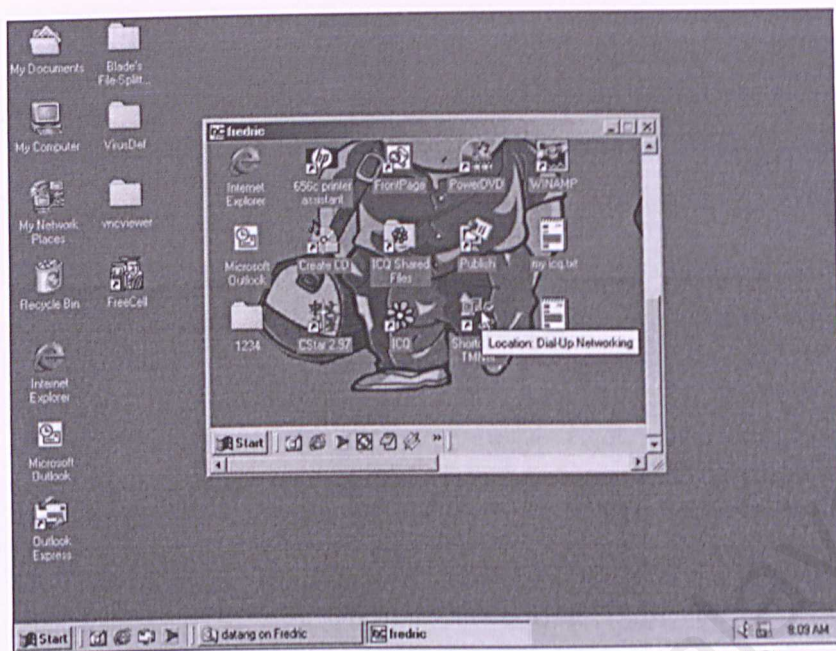 My Documents
Blade's
File-Split...
My Computer
VirusDef
My Network
Places
vncviewer
Recycle Bin
FreeCell
Internet
Explorer
Microsoft
Outlook
Outlook
Express
fredric
Internet
Explorer
656c printer
assistant
FrontPage
PowerDVD
WINAMP
Microsoft
Outlook
Create CD
ICQ Shared
Files
Publish
my icq.txt
1234
CStar 2.97
ICQ
Location: Dial-Up Networking
Start
Start
datang on Fredric
fredric
8:09 AM